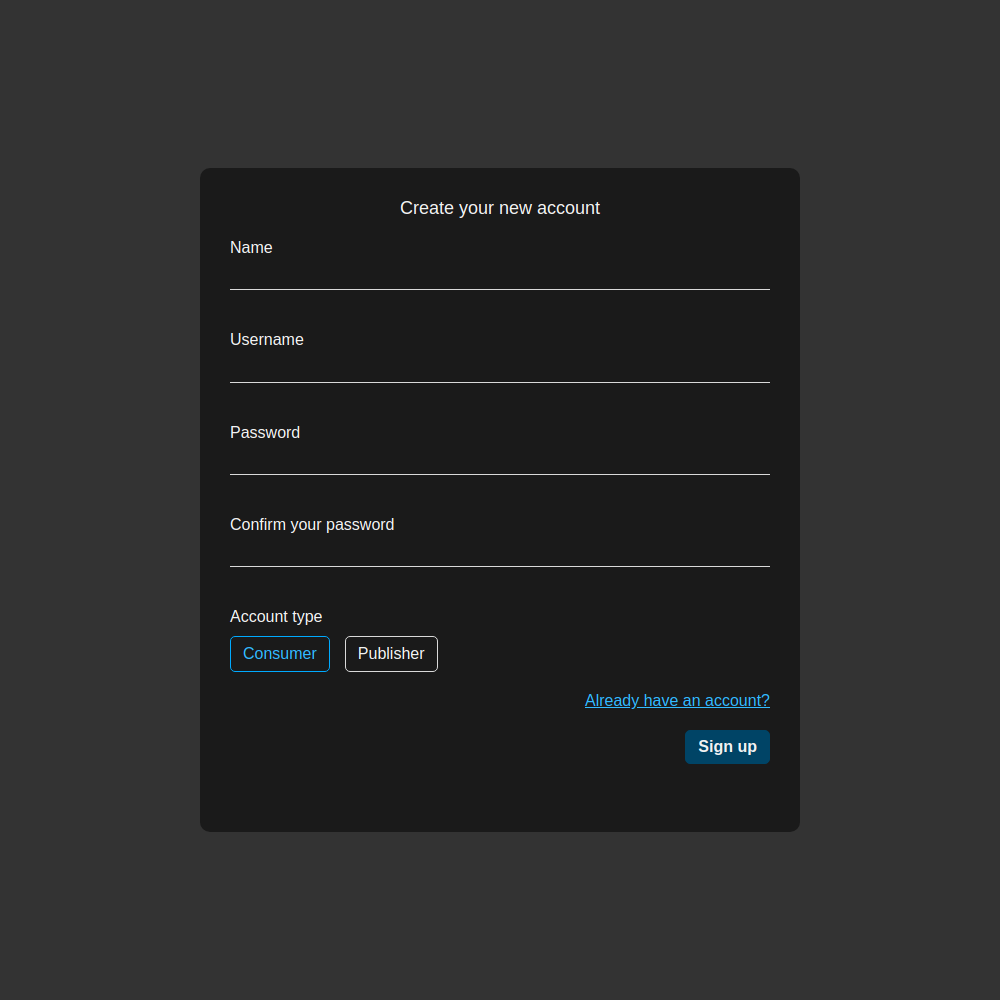 Create your new account
Name
Username
Password
Confirm your password
Account type
Consumer Publisher
Already have an account?
Sign up